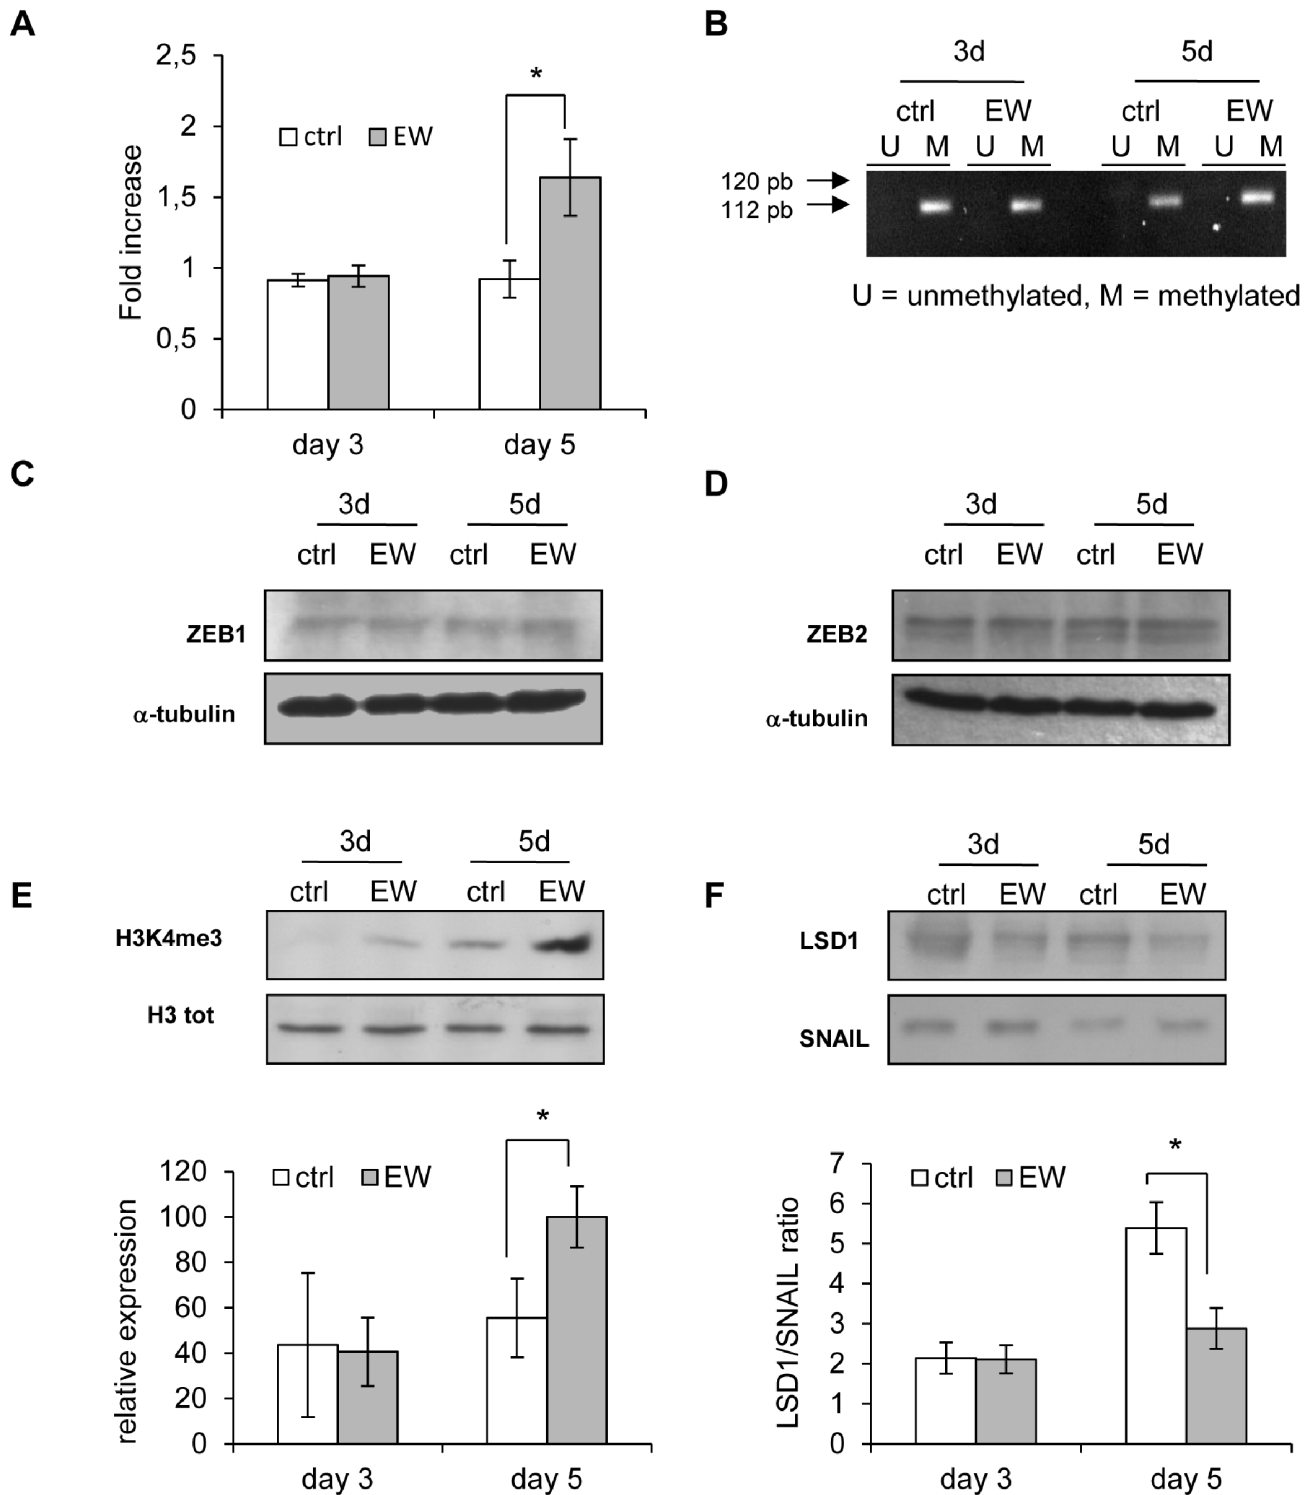 A
2,5
2
1,5
1
0,5
0
Fold increase
ctrl EW
*
day 3 day 5
B
3d 5d
ctrl EW ctrl EW
U M U M U M U M
120 pb
112 pb
U = unmethylated, M = methylated
C
3d 5d
ctrl EW ctrl EW
ZEB1
α-tubulin
D
3d 5d
ctrl EW ctrl EW
ZEB2
α-tubulin
E
3d 5d
ctrl EW ctrl EW
H3K4me3
H3 tot
*
120
100
80
60
40
20
0
relative expression
ctrl EW
day 3 day 5
F
3d 5d
ctrl EW ctrl EW
LSD1
SNAIL
*
7
6
5
4
3
2
1
0
LSD1/SNAIL ratio
ctrl EW
day 3 day 5